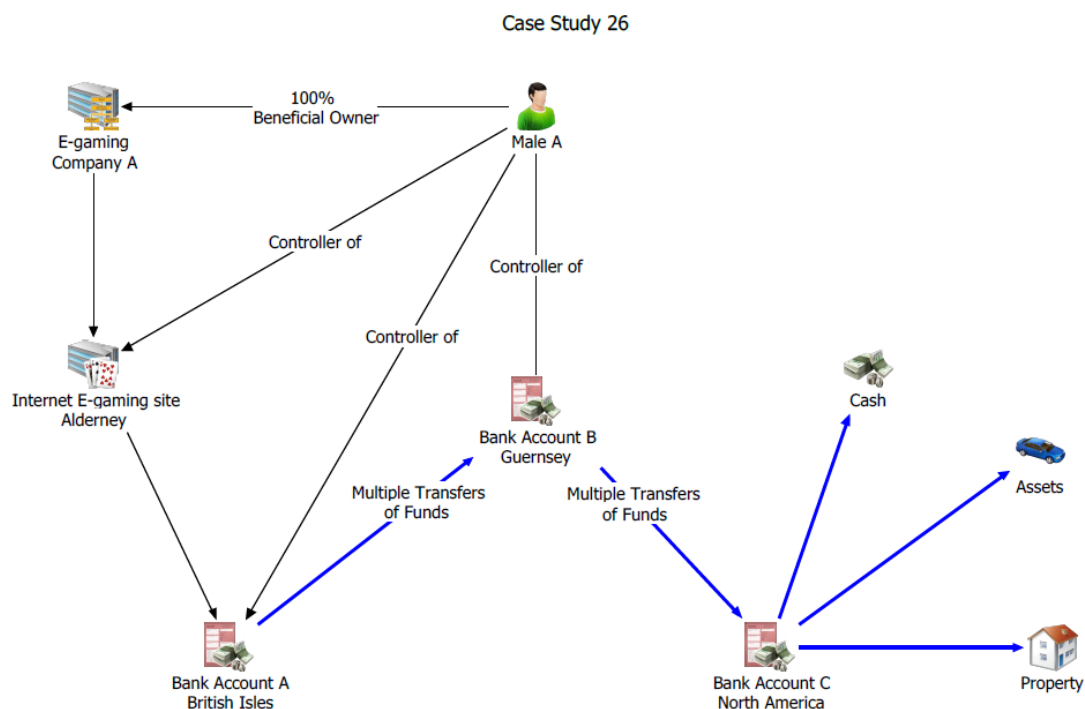 Case Study 26
100%
Beneficial Owner
E-gaming
Company A
Male A
Controller of
Controller of
Controller of
Internet E-gaming site
Alderney
Cash
Bank Account B
Guernsey
Assets
Multiple Transfers
of Funds
Multiple Transfers
of Funds
Bank Account A
British Isles
Bank Account C
North America
Property